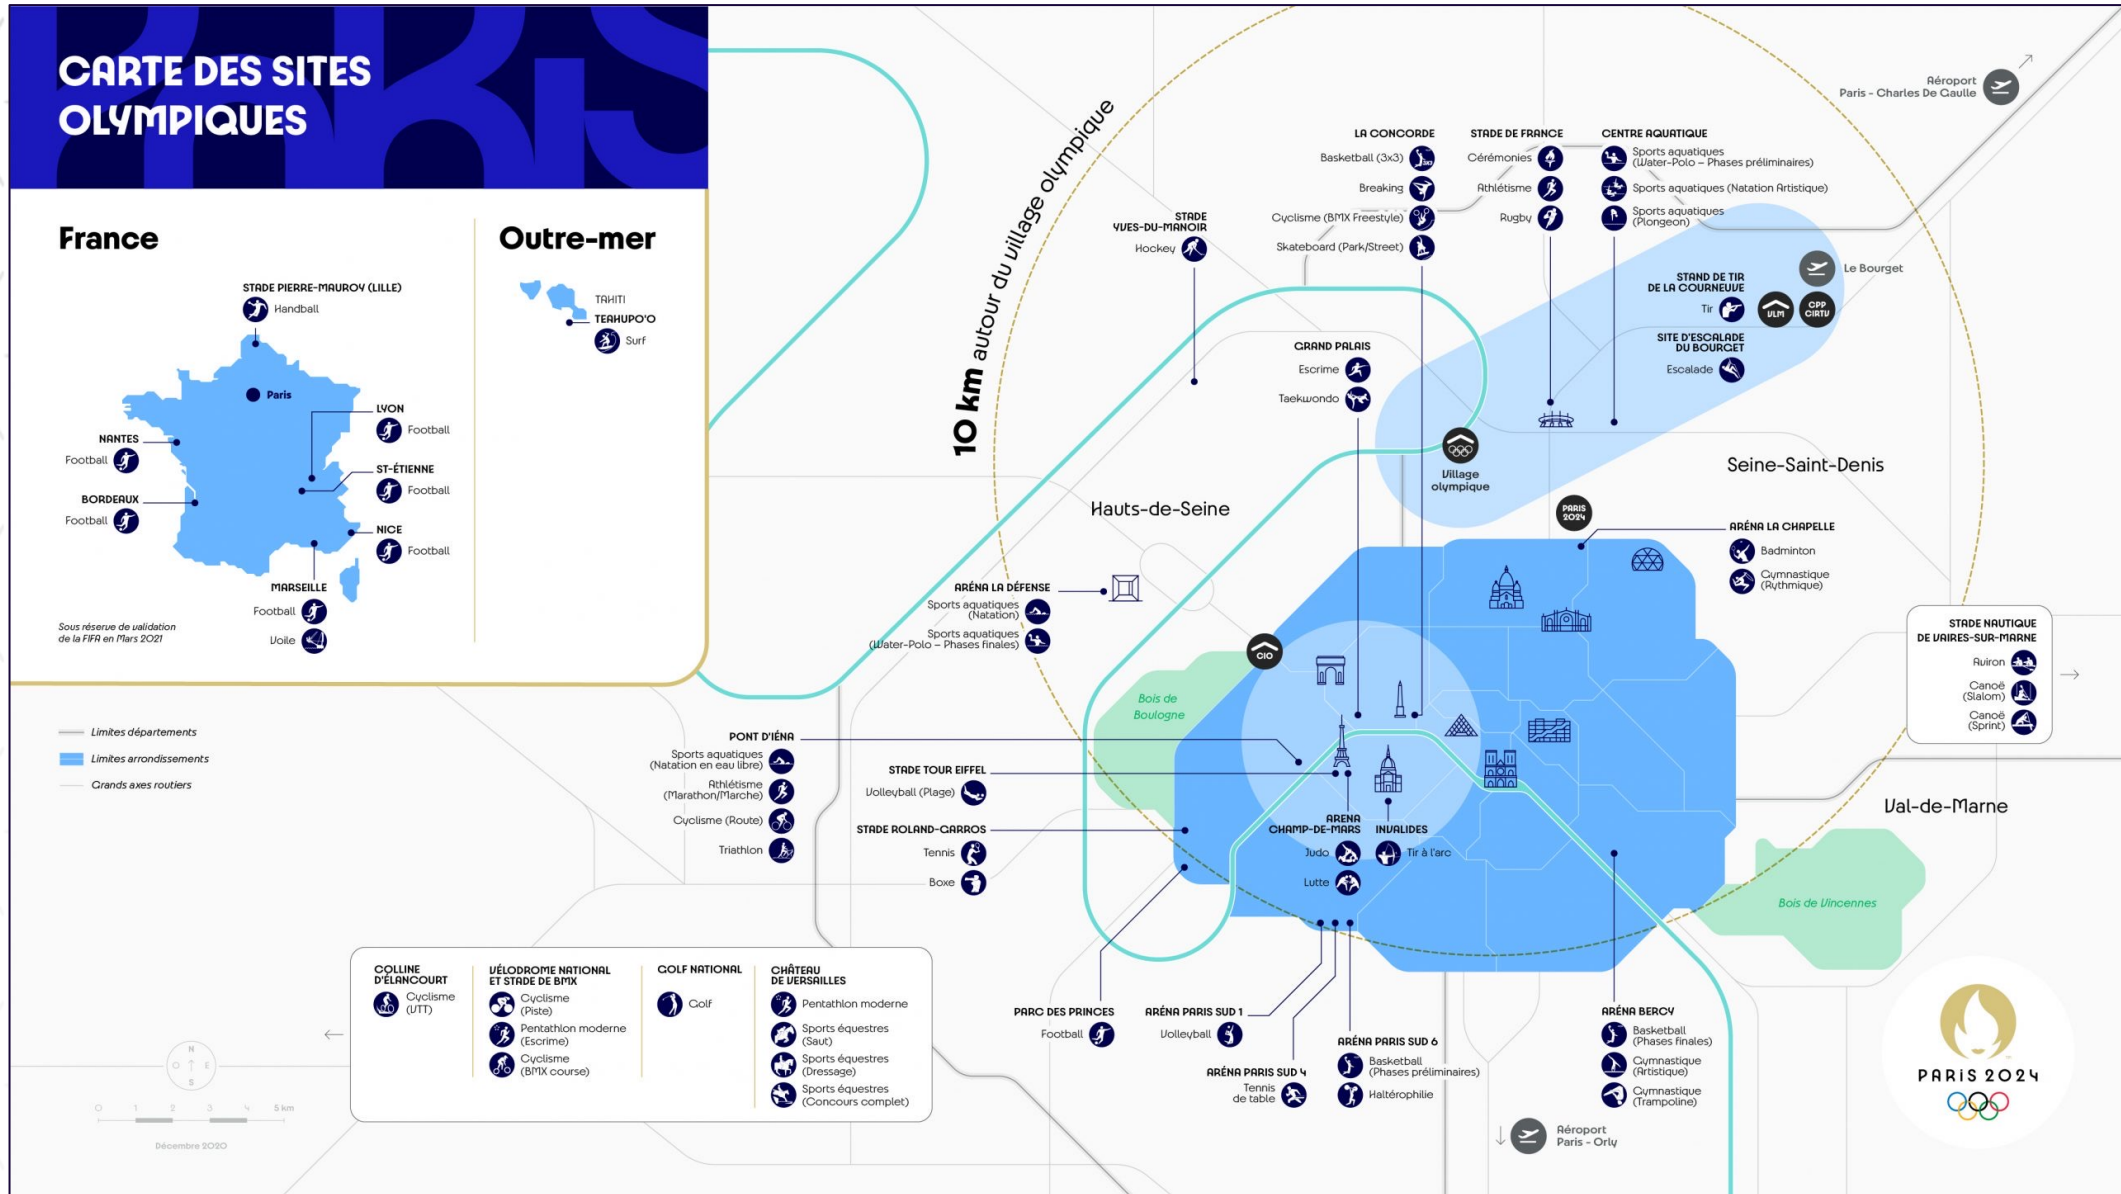 CARTE DES SITES
OLYMPIQUES
France
STADE PIERRE-MAUROY (LILLE)
Handball
Paris
LYON
Football
NANTES
Football
ST-ÉTIENNE
Football
BORDEAUX
Football
NICE
Football
MARSEILLE
Football
Voile
Sous réserve de validation
de la FIFA en Mars 2021
Outre-mer
TAHITI
TEAHUPO'O
Surf
Limites départements
Limites arrondissements
Grands axes routiers
10 km autour du village olympique
Aéroport
Paris - Charles De Gaulle
STADE
YVES-DU-MANOIR
Hockey
LA CONCORDE
Basketball (3x3)
3X3
Breaking
Cyclisme (BMX Freestyle)
Skateboard (Park/Street)
STADE DE FRANCE
Cérémonies
Athlétisme
Rugby
CENTRE AQUATIQUE
Sports aquatiques
(Water-Polo – Phases préliminaires)
Sports aquatiques (Natation Artistique)
Sports aquatiques
(Plongeon)
Le Bourget
STAND DE TIR
DE LA COURNEUVE
Tir
VLM
CPP
CIRTV
SITE D'ESCALADE
DU BOURGET
Escalade
GRAND PALAIS
Escrime
Taekwondo
Village
olympique
Seine-Saint-Denis
Hauts-de-Seine
PARIS
2024
ARÉNA LA CHAPELLE
Badminton
Gymnastique
(Rythmique)
ARÉNA LA DÉFENSE
Sports aquatiques
(Natation)
Sports aquatiques
(Water-Polo – Phases finales)
CIO
Bois de
Boulogne
STADE NAUTIQUE
DE VAIRES-SUR-MARNE
Aviron
Canoë
(Slalom)
Canoë
(Sprint)
PONT D'IÉNA
Sports aquatiques
(Natation en eau libre)
Athlétisme
(Marathon/Marche)
Cyclisme (Route)
Triathlon
STADE TOUR EIFFEL
Volleyball (Plage)
STADE ROLAND-GARROS
Tennis
Boxe
ARENA
CHAMP-DE-MARS
Judo
Lutte
INVALIDES
Tir à l'arc
Val-de-Marne
Bois de Vincennes
COLLINE
D'ÉLANCOURT
Cyclisme
(VTT)
VÉLODROME NATIONAL
ET STADE DE BMX
Cyclisme
(Piste)
Pentathlon moderne
(Escrime)
Cyclisme
(BMX course)
GOLF NATIONAL
Golf
CHÂTEAU
DE VERSAILLES
Pentathlon moderne
Sports équestres
(Saut)
Sports équestres
(Dressage)
Sports équestres
(Concours complet)
PARC DES PRINCES
Football
ARÉNA PARIS SUD 1
Volleyball
ARÉNA PARIS SUD 4
Tennis
de table
ARÉNA PARIS SUD 6
Basketball
(Phases préliminaires)
Haltérophilie
ARÉNA BERCY
Basketball
(Phases finales)
Gymnastique
(Artistique)
Gymnastique
(Trampoline)
Aéroport
Paris - Orly
N
O E
S
0 1 2 3 4 5 km
Décembre 2020
PARIS 2024